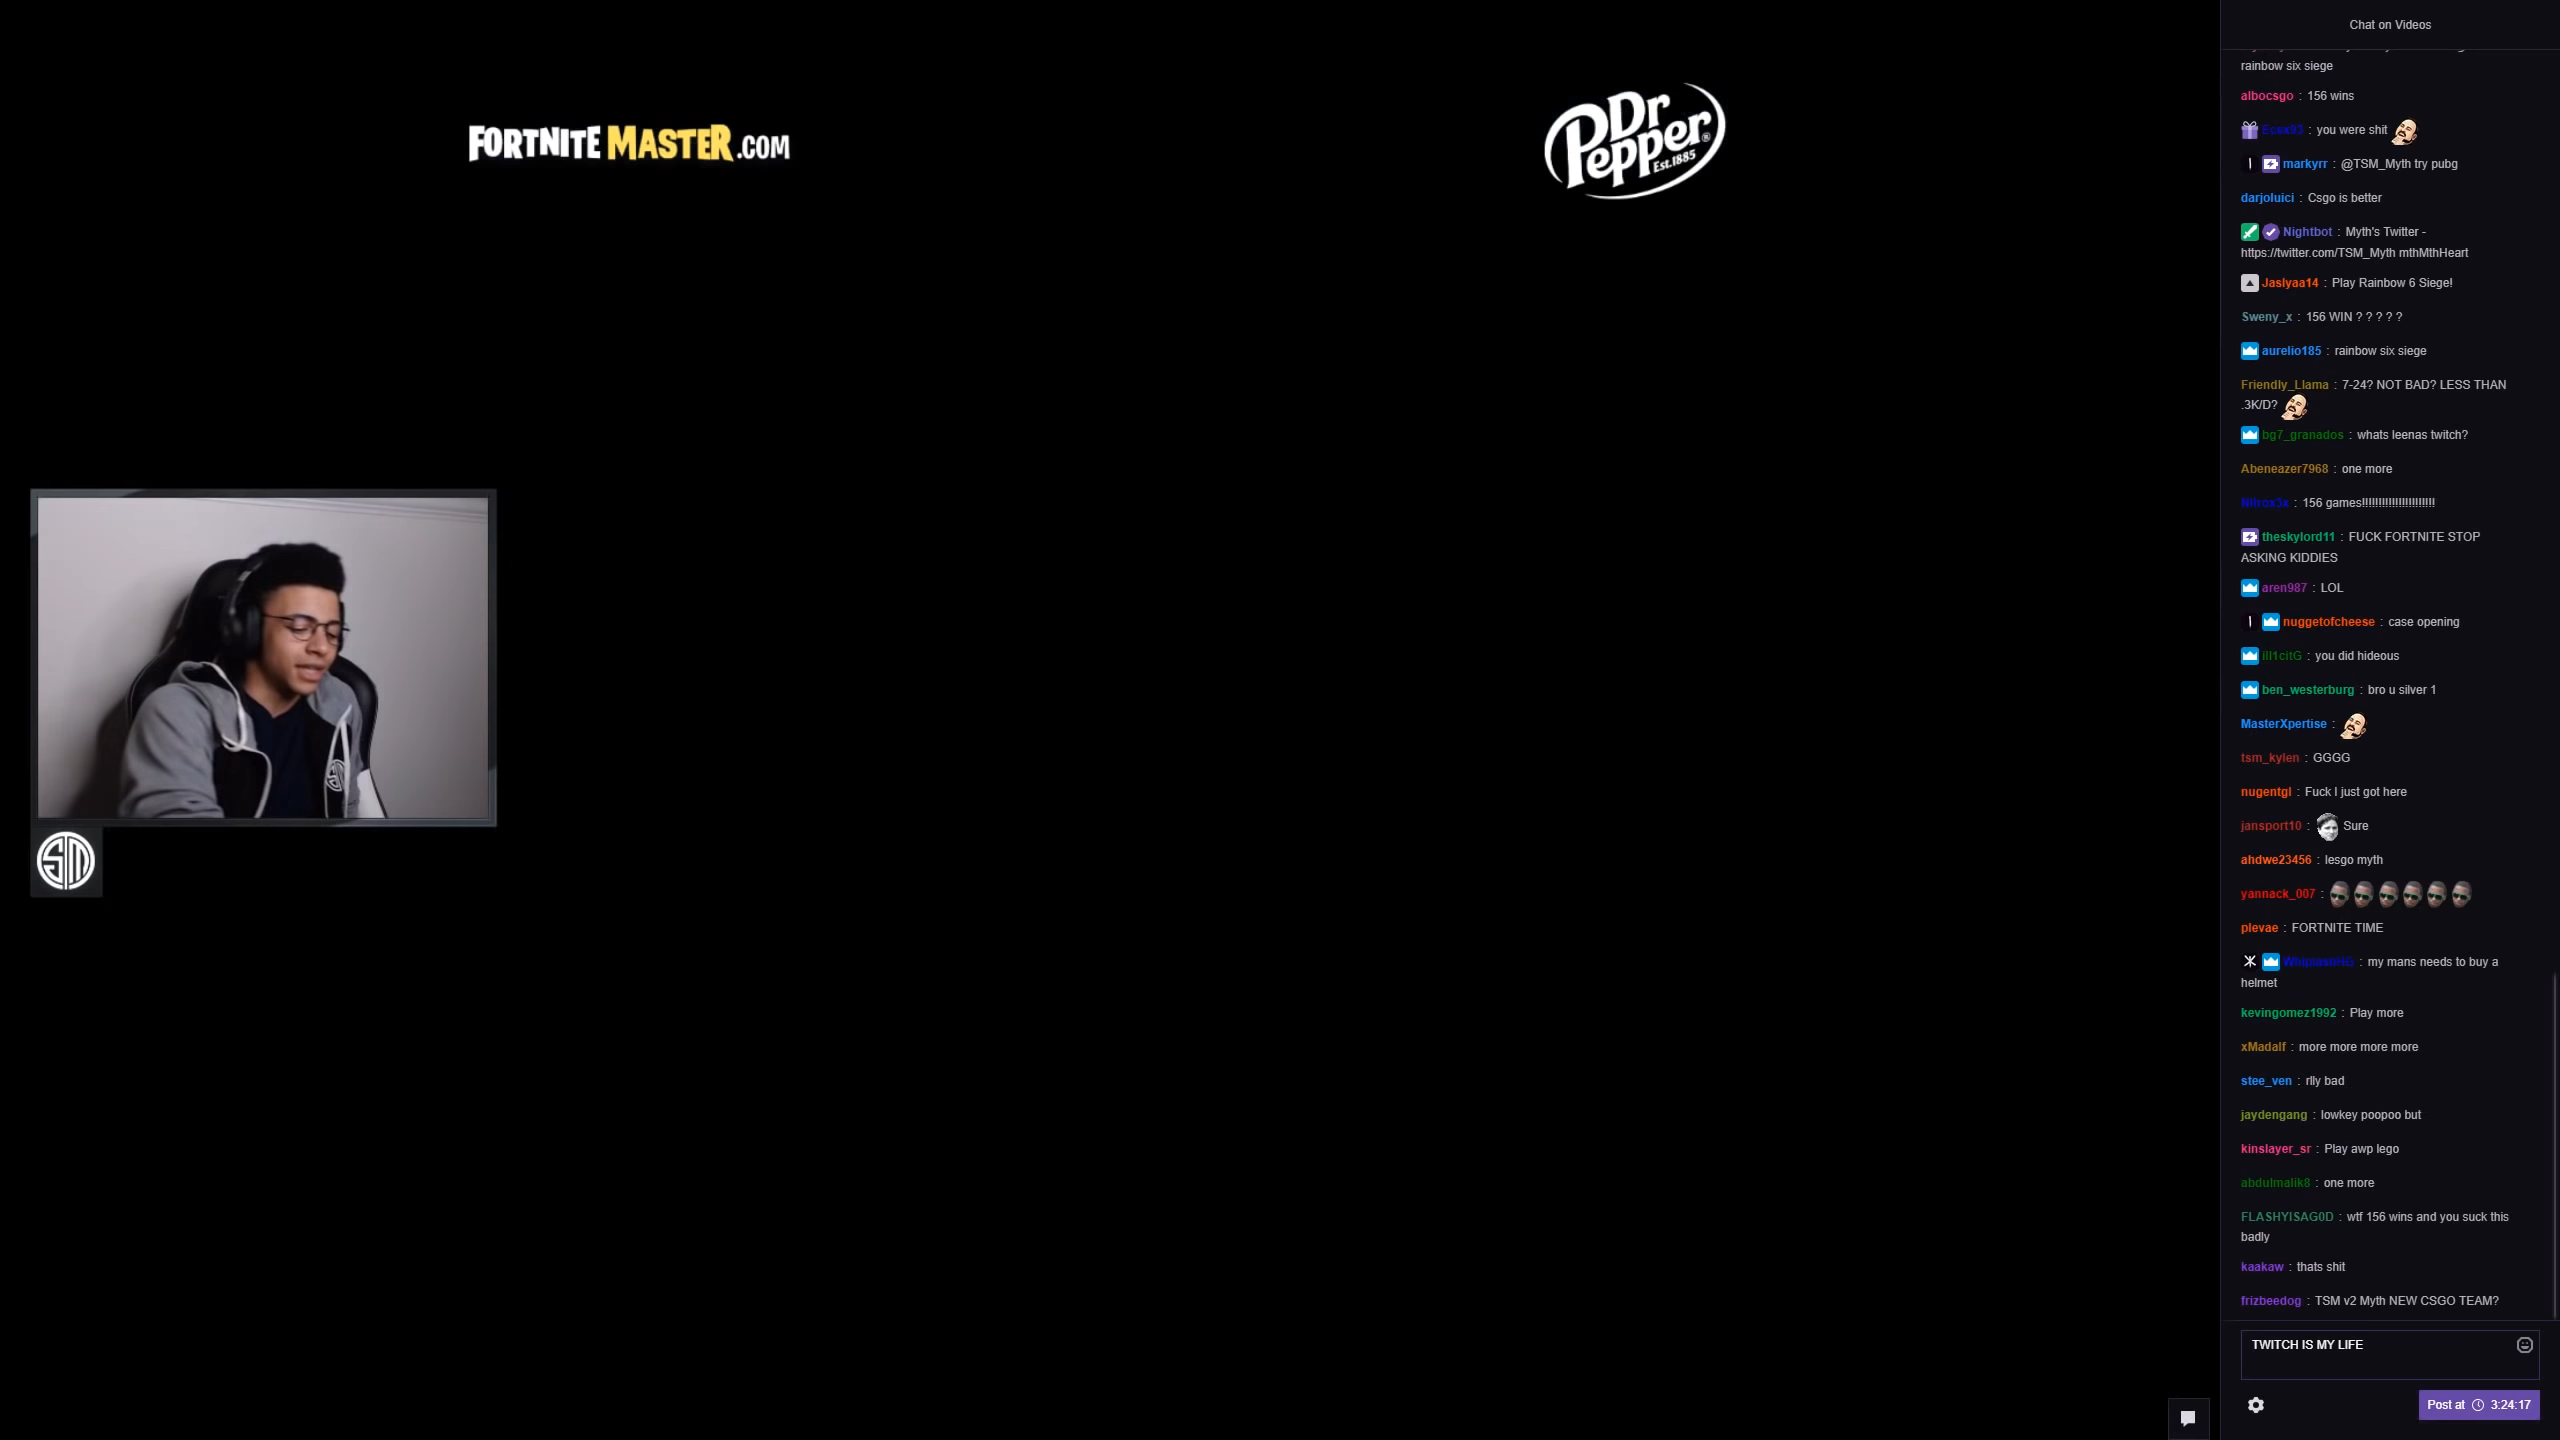 FORTNITE MASTER.COM
Dr Pepper® Est.1885
TSM
Chat on Videos
rainbow six siege
albocsgo : 156 wins
: you were shit
markyrr : @TSM_Myth try pubg
darjoluici : Csgo is better
Nightbot : Myth's Twitter -
https://twitter.com/TSM_Myth mthMthHeart
Jaslyaa14 : Play Rainbow 6 Siege!
Sweny_x : 156 WIN ? ? ? ? ?
aurelio185 : rainbow six siege
Friendly_Llama : 7-24? NOT BAD? LESS THAN
.3K/D?
bg7_granados : whats leenas twitch?
Abeneazer7968 : one more
: 156 games!!!!!!!!!!!!!!!!!!!!!!
theskylord11 : FUCK FORTNITE STOP
ASKING KIDDIES
aren987 : LOL
nuggetofcheese : case opening
ill1citG : you did hideous
ben_westerburg : bro u silver 1
MasterXpertise :
tsm_kylen : GGGG
nugentgl : Fuck I just got here
jansport10 : Sure
ahdwe23456 : lesgo myth
yannack_007 :
plevae : FORTNITE TIME
: my mans needs to buy a
helmet
kevingomez1992 : Play more
xMadalf : more more more more
stee_ven : rlly bad
jaydengang : lowkey poopoo but
kinslayer_sr : Play awp lego
abdulmalik8 : one more
FLASHYISAG0D : wtf 156 wins and you suck this
badly
kaakaw : thats shit
frizbeedog : TSM v2 Myth NEW CSGO TEAM?
TWITCH IS MY LIFE
Post at 3:24:17